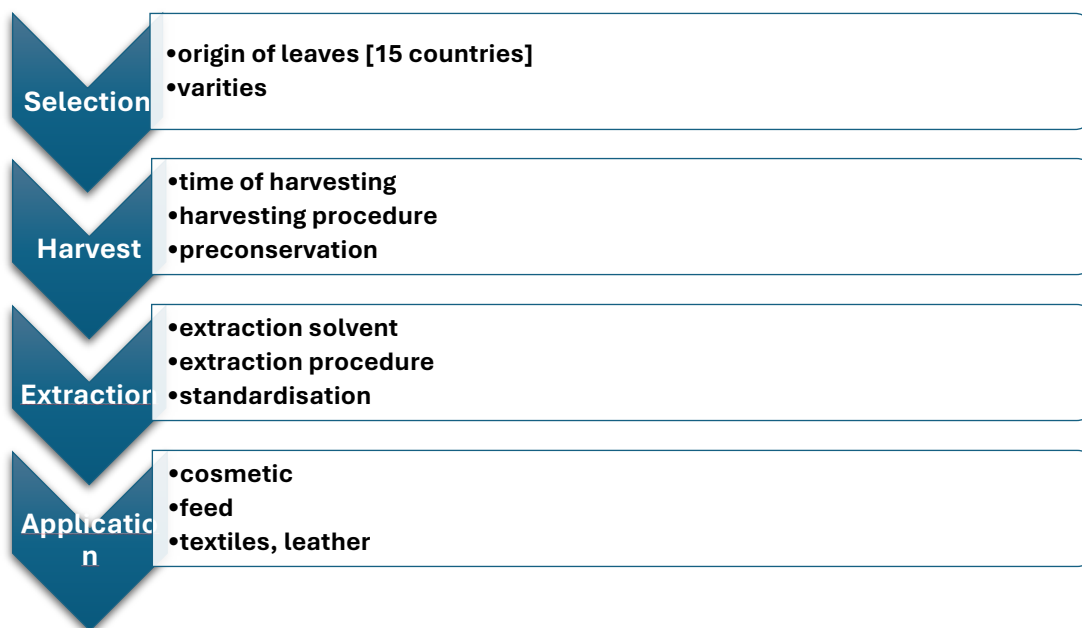 Selection
•origin of leaves [15 countries]
•varities
Harvest
•time of harvesting
•harvesting procedure
•preconservation
Extraction
•extraction solvent
•extraction procedure
•standardisation
Applicatio
n
•cosmetic
•feed
•textiles, leather